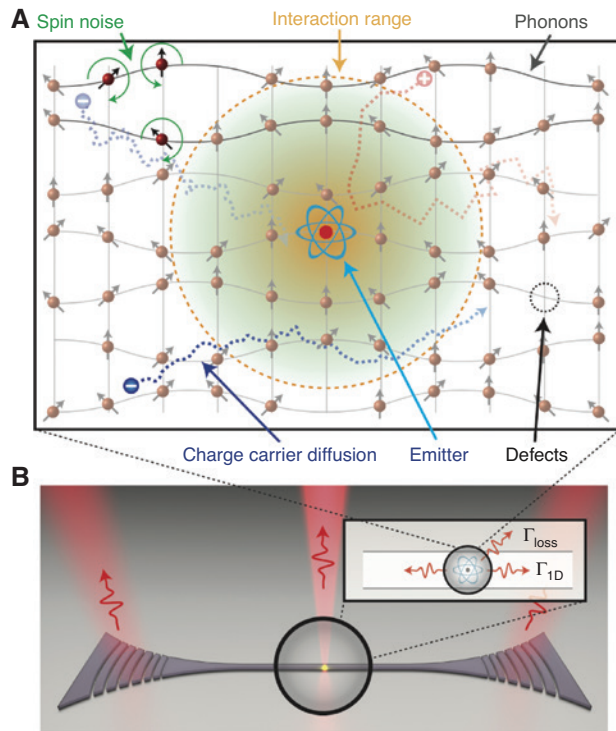 A
Spin noise
Interaction range
Phonons
Charge carrier diffusion
Emitter
Defects
B
Γloss
Γ1D